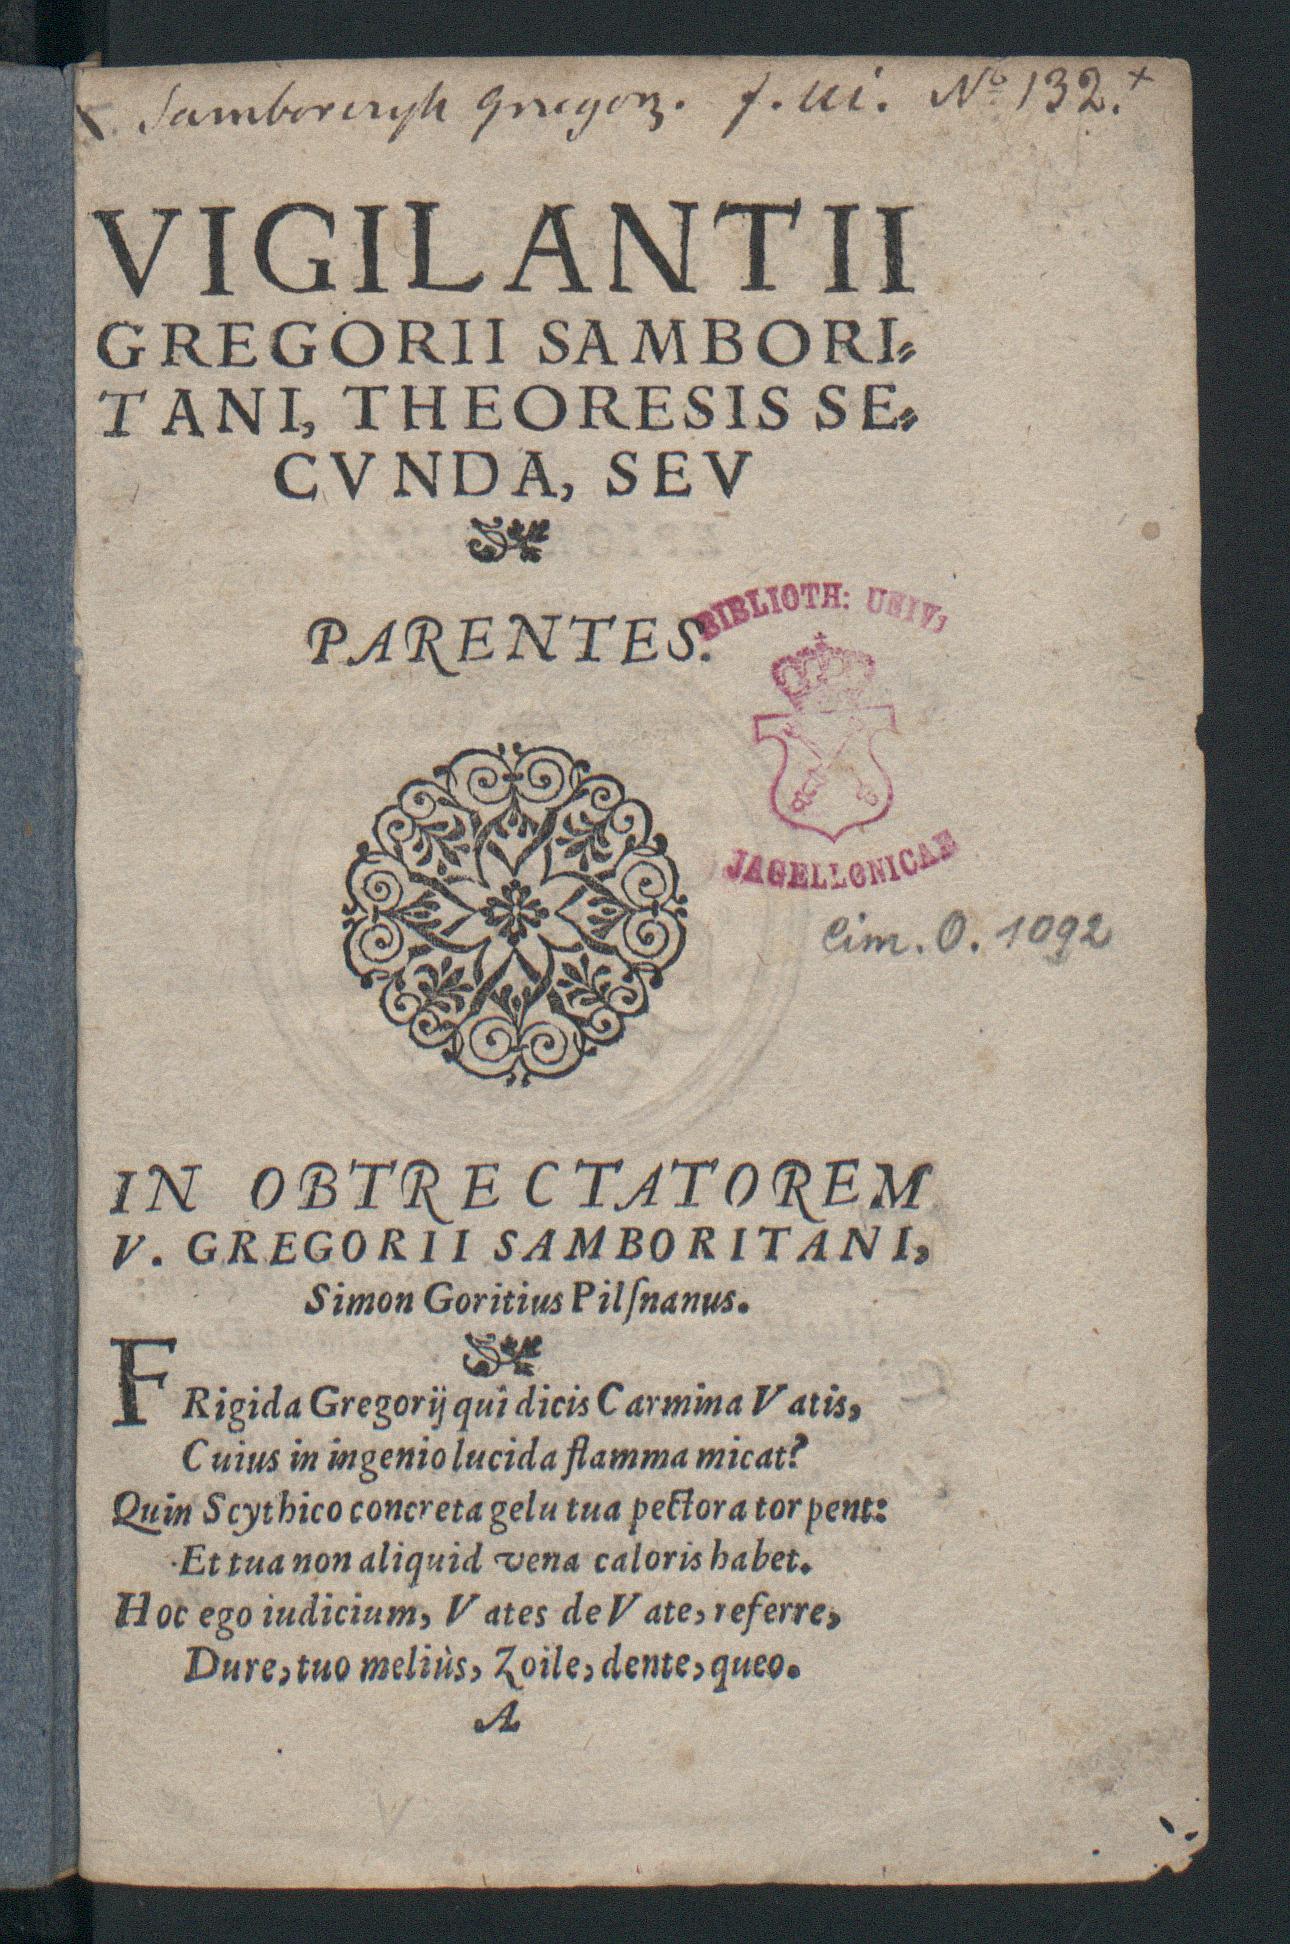 Samborczyk Grzegorz. f. III. No 132.+
VIGILANTII
GREGORII SAMBORI-
TANI, THEORESIS SE-
CVNDA, SEV
PARENTES.
BIBLIOTH: UNIV,
JAGELLONICAE
Cim. O. 1092
IN OBTRECTATOREM
V. GREGORII SAMBORITANI,
Simon Goritius Pilſnanus.
FRigida Gregorij qui dicis Carmina Vatis,
Cuius in ingenio lucida flamma micat?
Quin Scythico concreta gelu tua pectora torpent:
Et tua non aliquid vena caloris habet.
Hoc ego iudicium, Vates de Vate, referre,
Dure, tuo meliùs, Zoile, dente, queo.
A